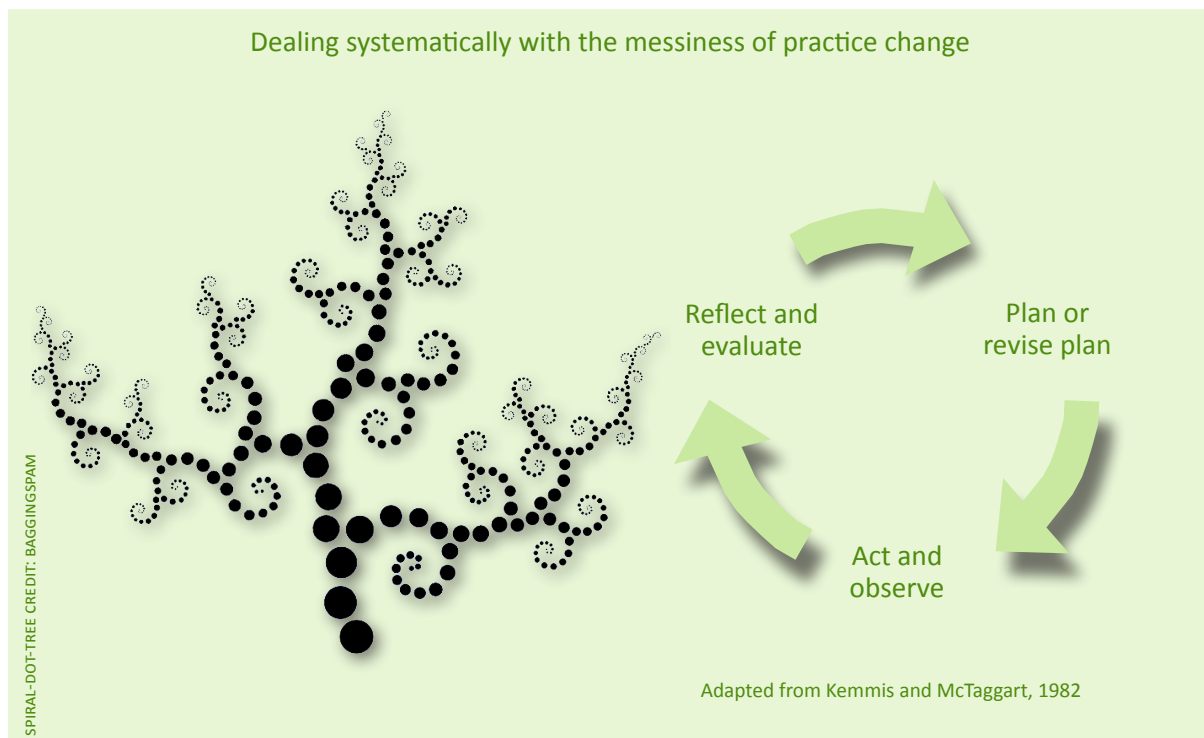 Dealing systematically with the messiness of practice change
Reflect and
evaluate
Plan or
revise plan
Act and
observe
Adapted from Kemmis and McTaggart, 1982
SPIRAL-DOT-TREE CREDIT: BAGGINGSPAM